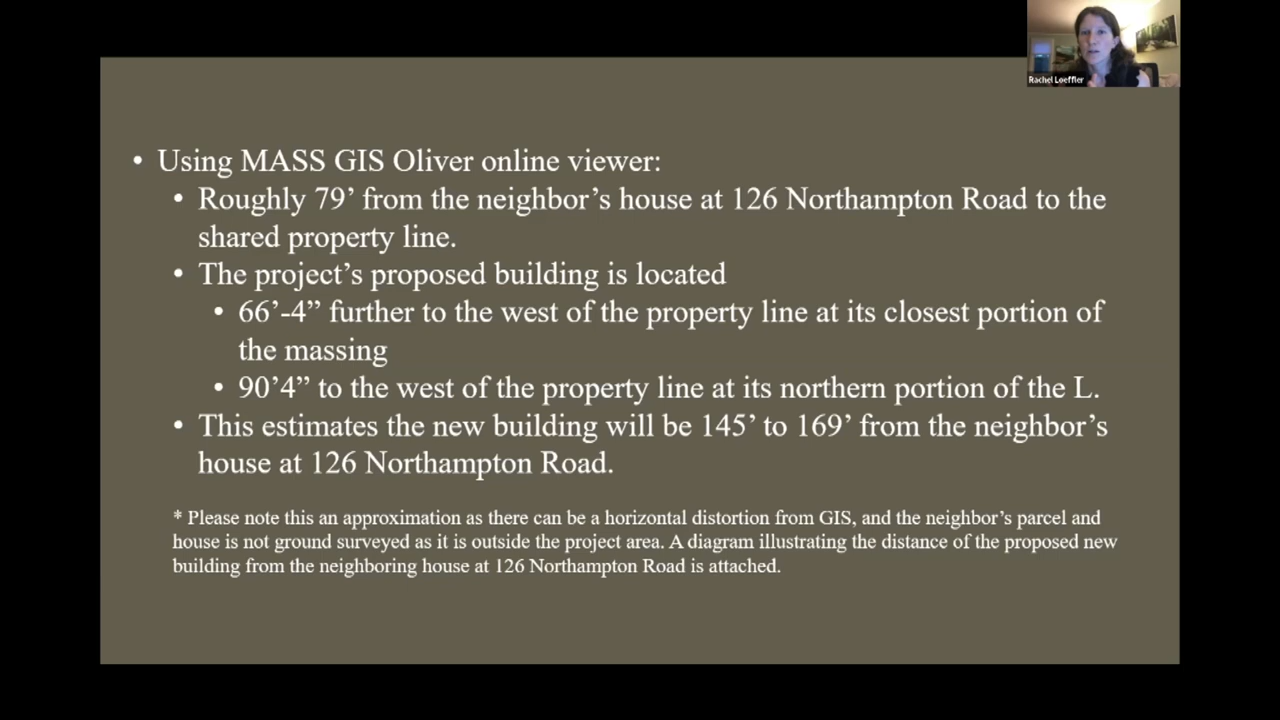 Rachel Loeffler
• Using MASS GIS Oliver online viewer:
• Roughly 79’ from the neighbor’s house at 126 Northampton Road to the
shared property line.
• The project’s proposed building is located
• 66’-4” further to the west of the property line at its closest portion of
the massing
• 90’4” to the west of the property line at its northern portion of the L.
• This estimates the new building will be 145’ to 169’ from the neighbor’s
house at 126 Northampton Road.
* Please note this an approximation as there can be a horizontal distortion from GIS, and the neighbor’s parcel and
house is not ground surveyed as it is outside the project area. A diagram illustrating the distance of the proposed new
building from the neighboring house at 126 Northampton Road is attached.